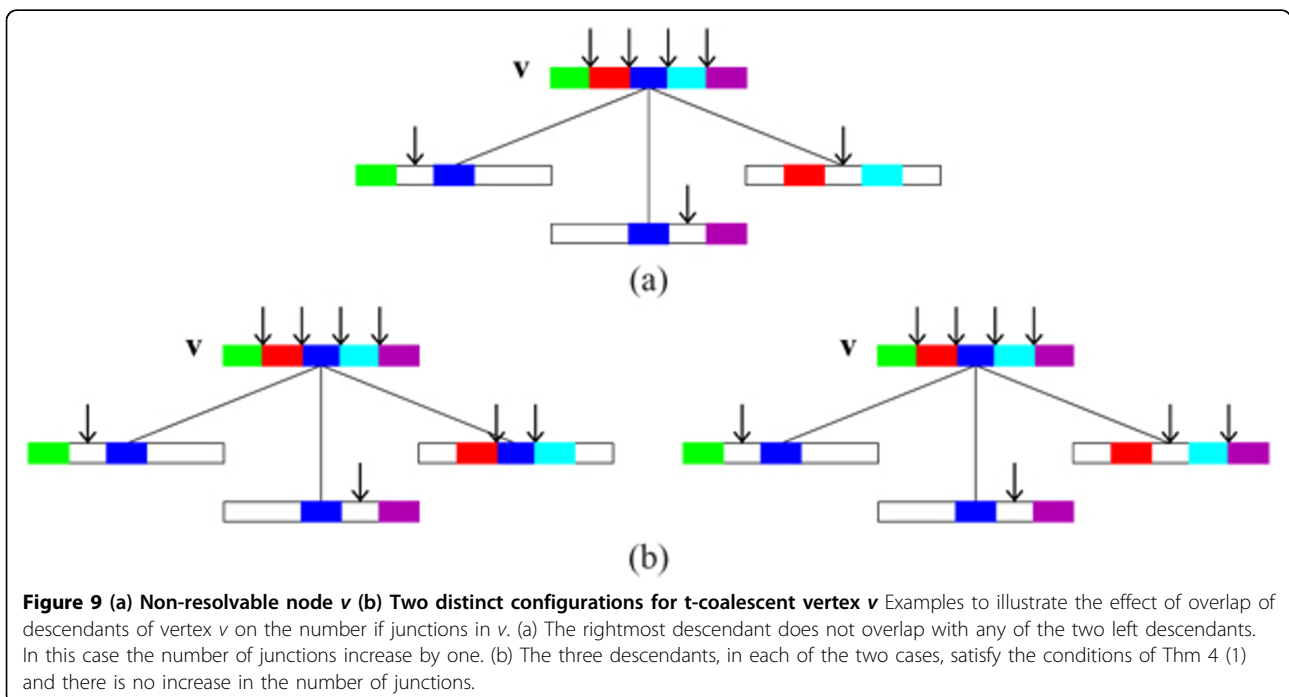 v
(a)
v
v
(b)
Figure 9 (a) Non-resolvable node v (b) Two distinct configurations for t-coalescent vertex v Examples to illustrate the effect of overlap of
descendants of vertex v on the number if junctions in v. (a) The rightmost descendant does not overlap with any of the two left descendants.
In this case the number of junctions increase by one. (b) The three descendants, in each of the two cases, satisfy the conditions of Thm 4 (1)
and there is no increase in the number of junctions.